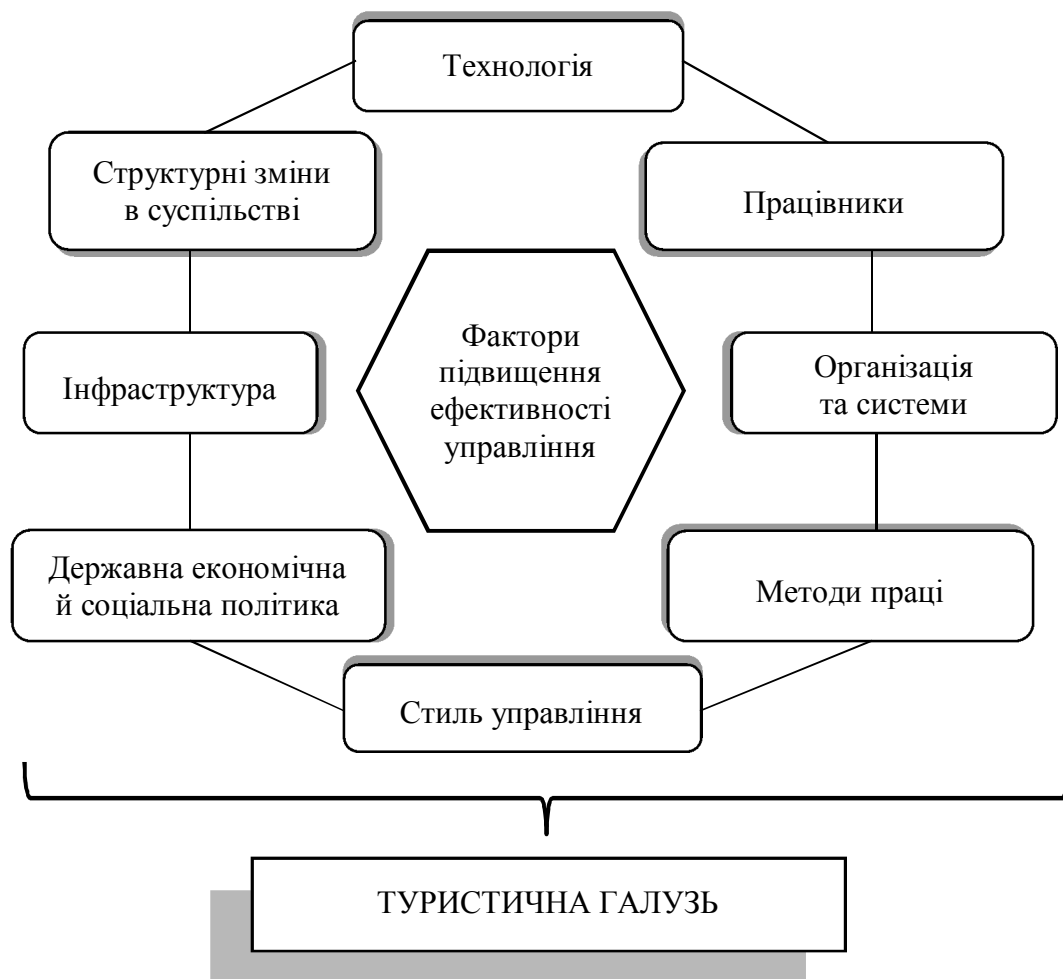 Технологія
Структурні зміни
в суспільстві
Працівники
Фактори
підвищення
ефективності
управління
Інфраструктура
Організація
та системи
Державна економічна
й соціальна політика
Методи праці
Стиль управління
ТУРИСТИЧНА ГАЛУЗЬ